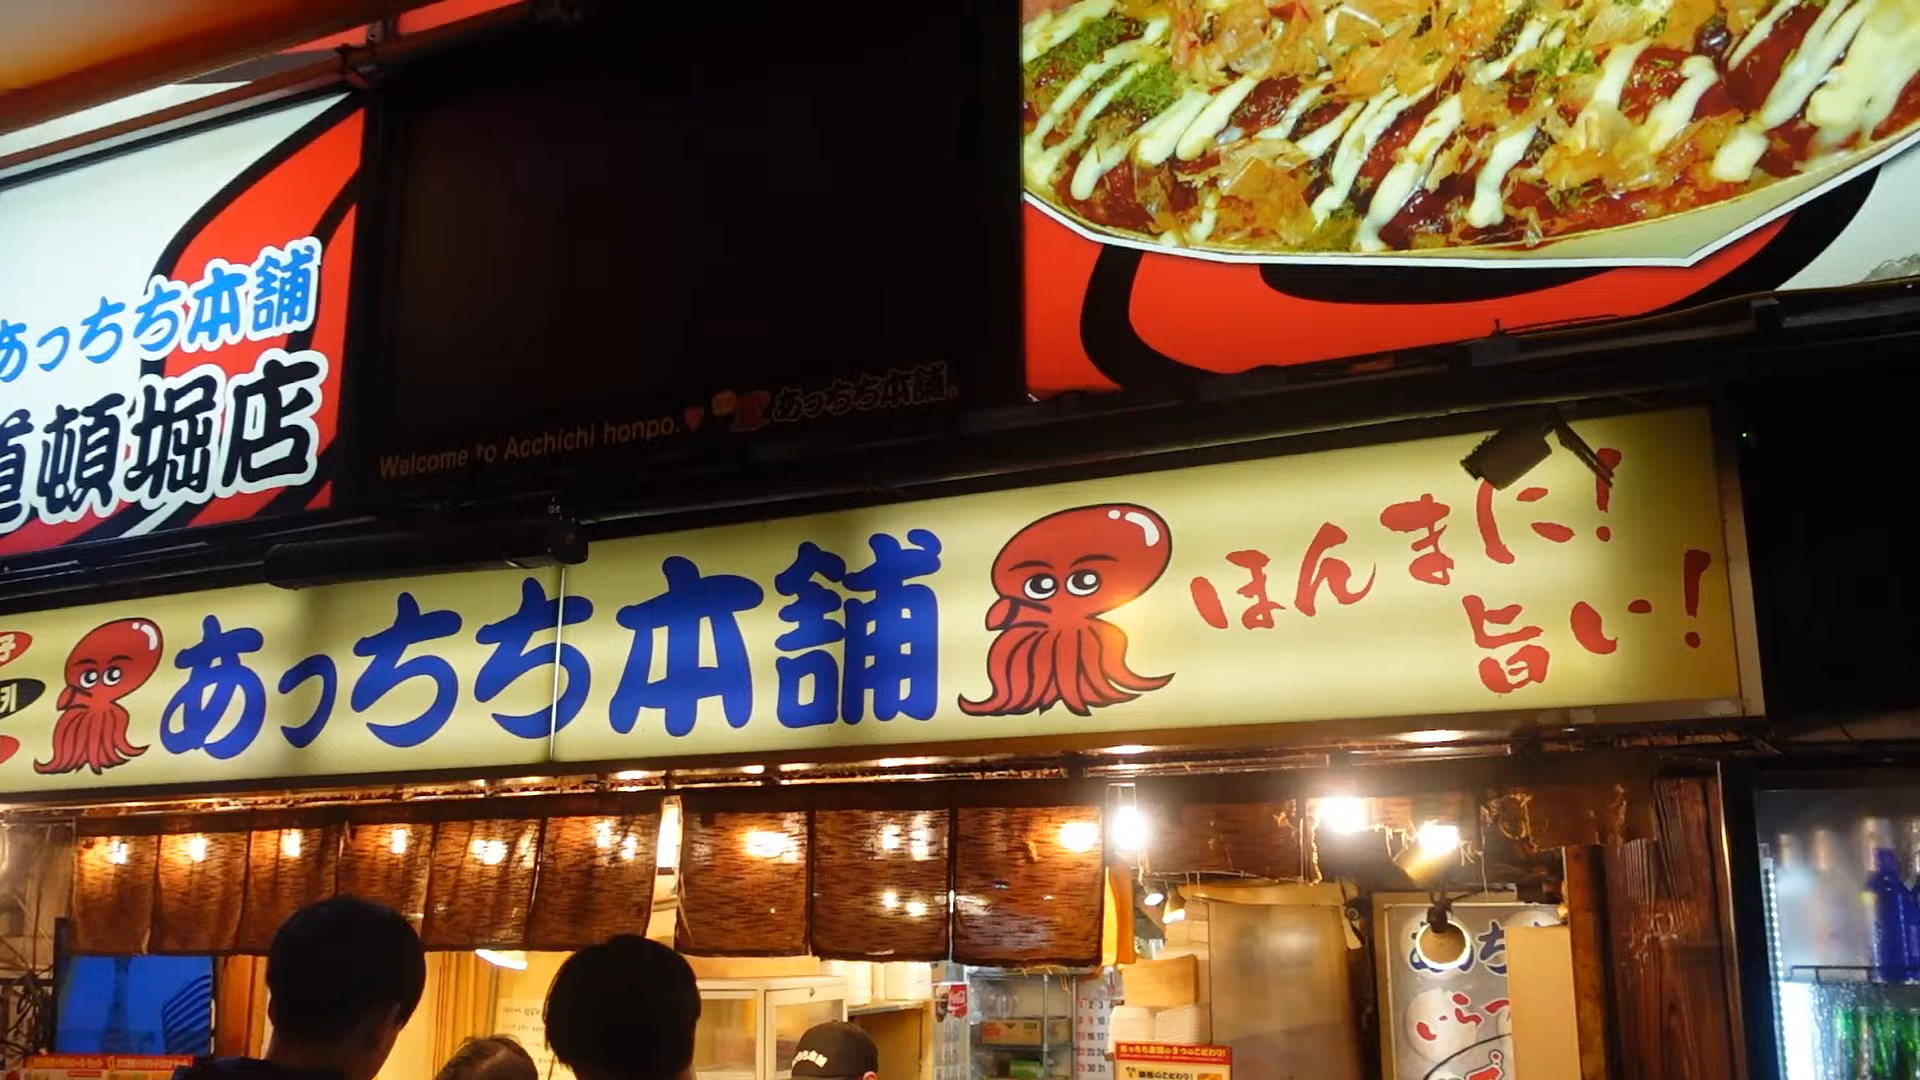 あっちち本舗
道頓堀店
Welcome to Acchichi honpo.
あっちち本舗
あっちち本舗
ほんまに!
旨い!